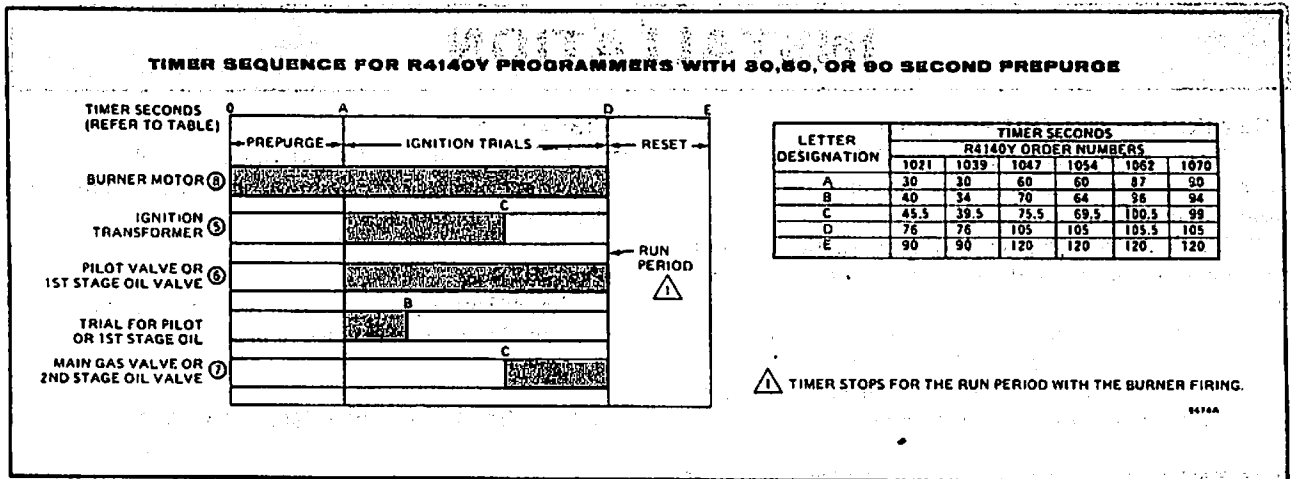 TIMER SEQUENCE FOR R4140Y PROGRAMMERS WITH 30,60, OR 90 SECOND PREPURGE
TIMER SECONDS
(REFER TO TABLE)
0 A D E
PREPURGE IGNITION TRIALS RESET
BURNER MOTOR 8
C
IGNITION
TRANSFORMER 5
RUN
PERIOD
1
PILOT VALVE OR
1ST STAGE OIL VALVE 6
B
TRIAL FOR PILOT
OR 1ST STAGE OIL
C
MAIN GAS VALVE OR
2ND STAGE OIL VALVE 7
LETTER
DESIGNATION
TIMER SECONDS
R4140Y ORDER NUMBERS
1021 1039 1047 1054 1062 1070
A 30 30 60 60 87 90
B 40 34 70 64 96 94
C 45.5 39.5 75.5 69.5 100.5 99
D 76 76 105 105 105.5 105
E 90 90 120 120 120 120
1 TIMER STOPS FOR THE RUN PERIOD WITH THE BURNER FIRING.